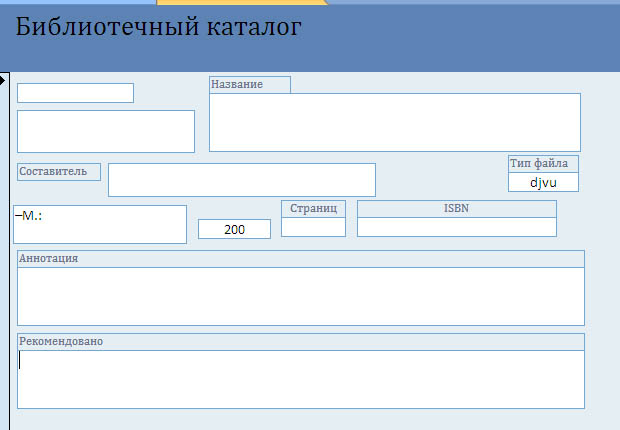 Библиотечный каталог
Название
Составитель
Тип файла
djvu
–М.:
200
Страниц
ISBN
Аннотация
Рекомендовано